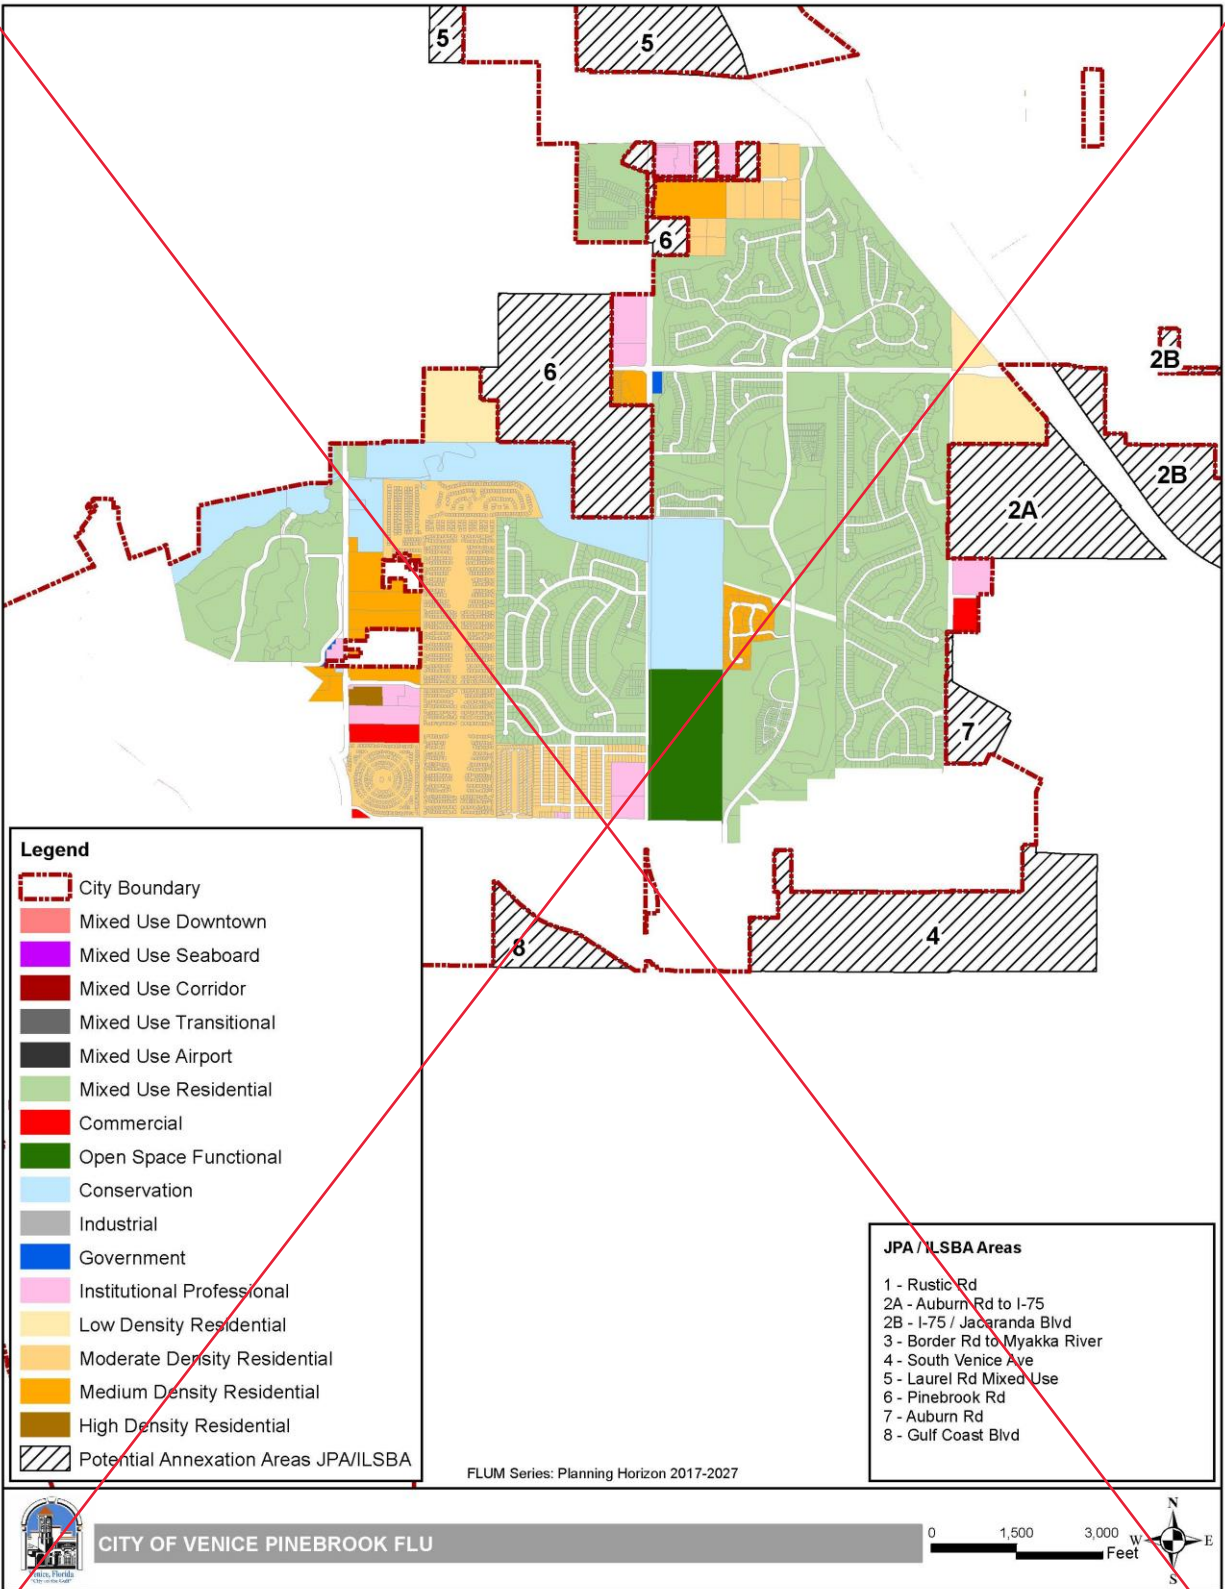 5
5
6
6
2B
2A
2B
7
8
4
Legend
City Boundary
Mixed Use Downtown
Mixed Use Seaboard
Mixed Use Corridor
Mixed Use Transitional
Mixed Use Airport
Mixed Use Residential
Commercial
Open Space Functional
Conservation
Industrial
Government
Institutional Professional
Low Density Residential
Moderate Density Residential
Medium Density Residential
High Density Residential
Potential Annexation Areas JPA/ILSBA
JPA / ILSBA Areas
1 - Rustic Rd
2A - Auburn Rd to I-75
2B - I-75 / Jacaranda Blvd
3 - Border Rd to Myakka River
4 - South Venice Ave
5 - Laurel Rd Mixed Use
6 - Pinebrook Rd
7 - Auburn Rd
8 - Gulf Coast Blvd
FLUM Series: Planning Horizon 2017-2027
Venice, Florida
"City on the Gulf"
CITY OF VENICE PINEBROOK FLU
0 1,500 3,000
Feet
N
W E
S